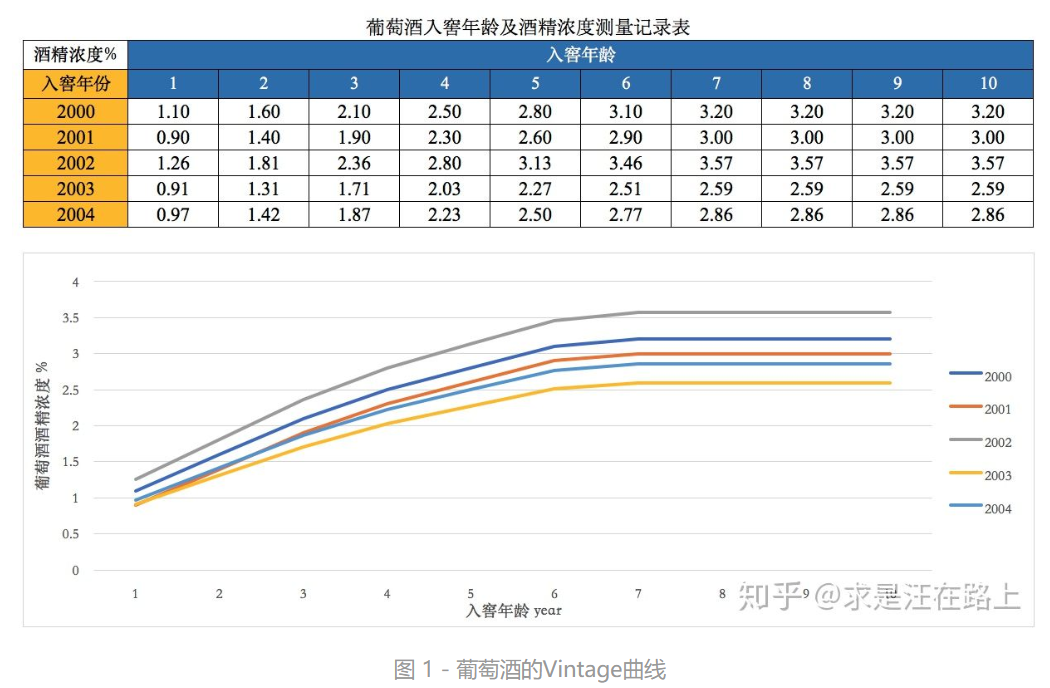 葡萄酒入窖年龄及酒精浓度测量记录表
酒精浓度% 入窖年龄
入窖年份 1 2 3 4 5 6 7 8 9 10
2000 1.10 1.60 2.10 2.50 2.80 3.10 3.20 3.20 3.20 3.20
2001 0.90 1.40 1.90 2.30 2.60 2.90 3.00 3.00 3.00 3.00
2002 1.26 1.81 2.36 2.80 3.13 3.46 3.57 3.57 3.57 3.57
2003 0.91 1.31 1.71 2.03 2.27 2.51 2.59 2.59 2.59 2.59
2004 0.97 1.42 1.87 2.23 2.50 2.77 2.86 2.86 2.86 2.86
葡萄酒酒精浓度 %
4
3.5
3
2.5
2
1.5
1
0.5
0
1 2 3 4 5 6 7 8 9 10
入窖年龄 year
2000
2001
2002
2003
2004
知乎 @求是汪在路上
图 1 - 葡萄酒的Vintage曲线